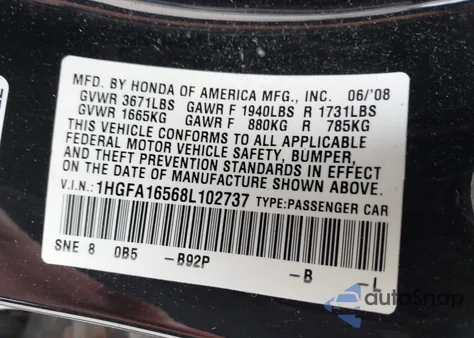 MFD. BY HONDA OF AMERICA MFG., INC. 06/'08
GVWR 3671LBS GAWR F 1940LBS R 1731LBS
GVWR 1665KG GAWR F 880KG R 785KG
THIS VEHICLE CONFORMS TO ALL APPLICABLE
FEDERAL MOTOR VEHICLE SAFETY, BUMPER,
AND THEFT PREVENTION STANDARDS IN EFFECT
ON THE DATE OF MANUFACTURE SHOWN ABOVE.
V.I.N.: 1HGFA16568L102737 TYPE:PASSENGER CAR
SNE 8 0B5 -B92P -B -L
autoSnap